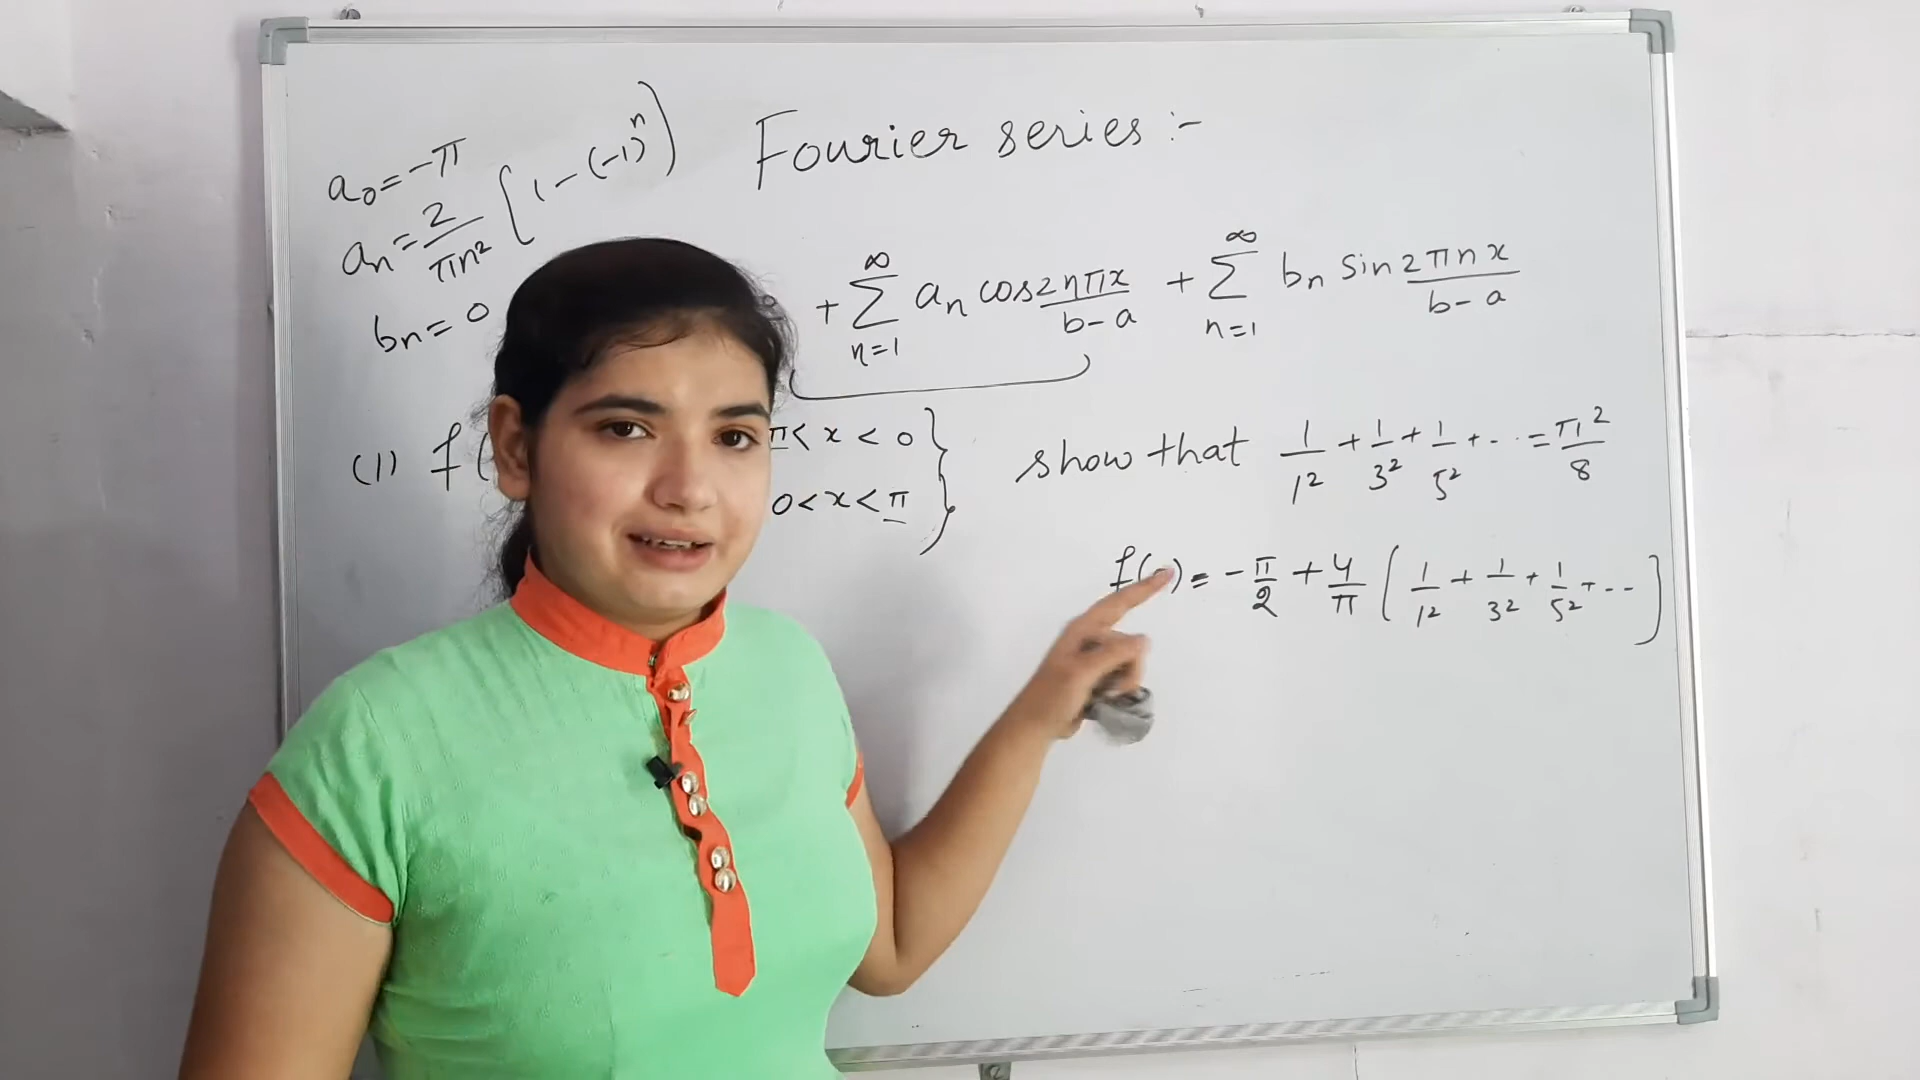 Fourier series :-
a₀ = -π
aₙ = 2/πn² [1-(-1)ⁿ]
bₙ = 0
+ ∞∑n=1 aₙ cos 2nπx/b-a + ∞∑n=1 bₙ sin 2πnx/b-a
(1) f( π< x < 0 } show that 1/1² + 1/3² + 1/5² + - - = π²/8
0 < x < π
f( ) = -π/2 + 4/π [1/1² + 1/3² + 1/5² + - - ]